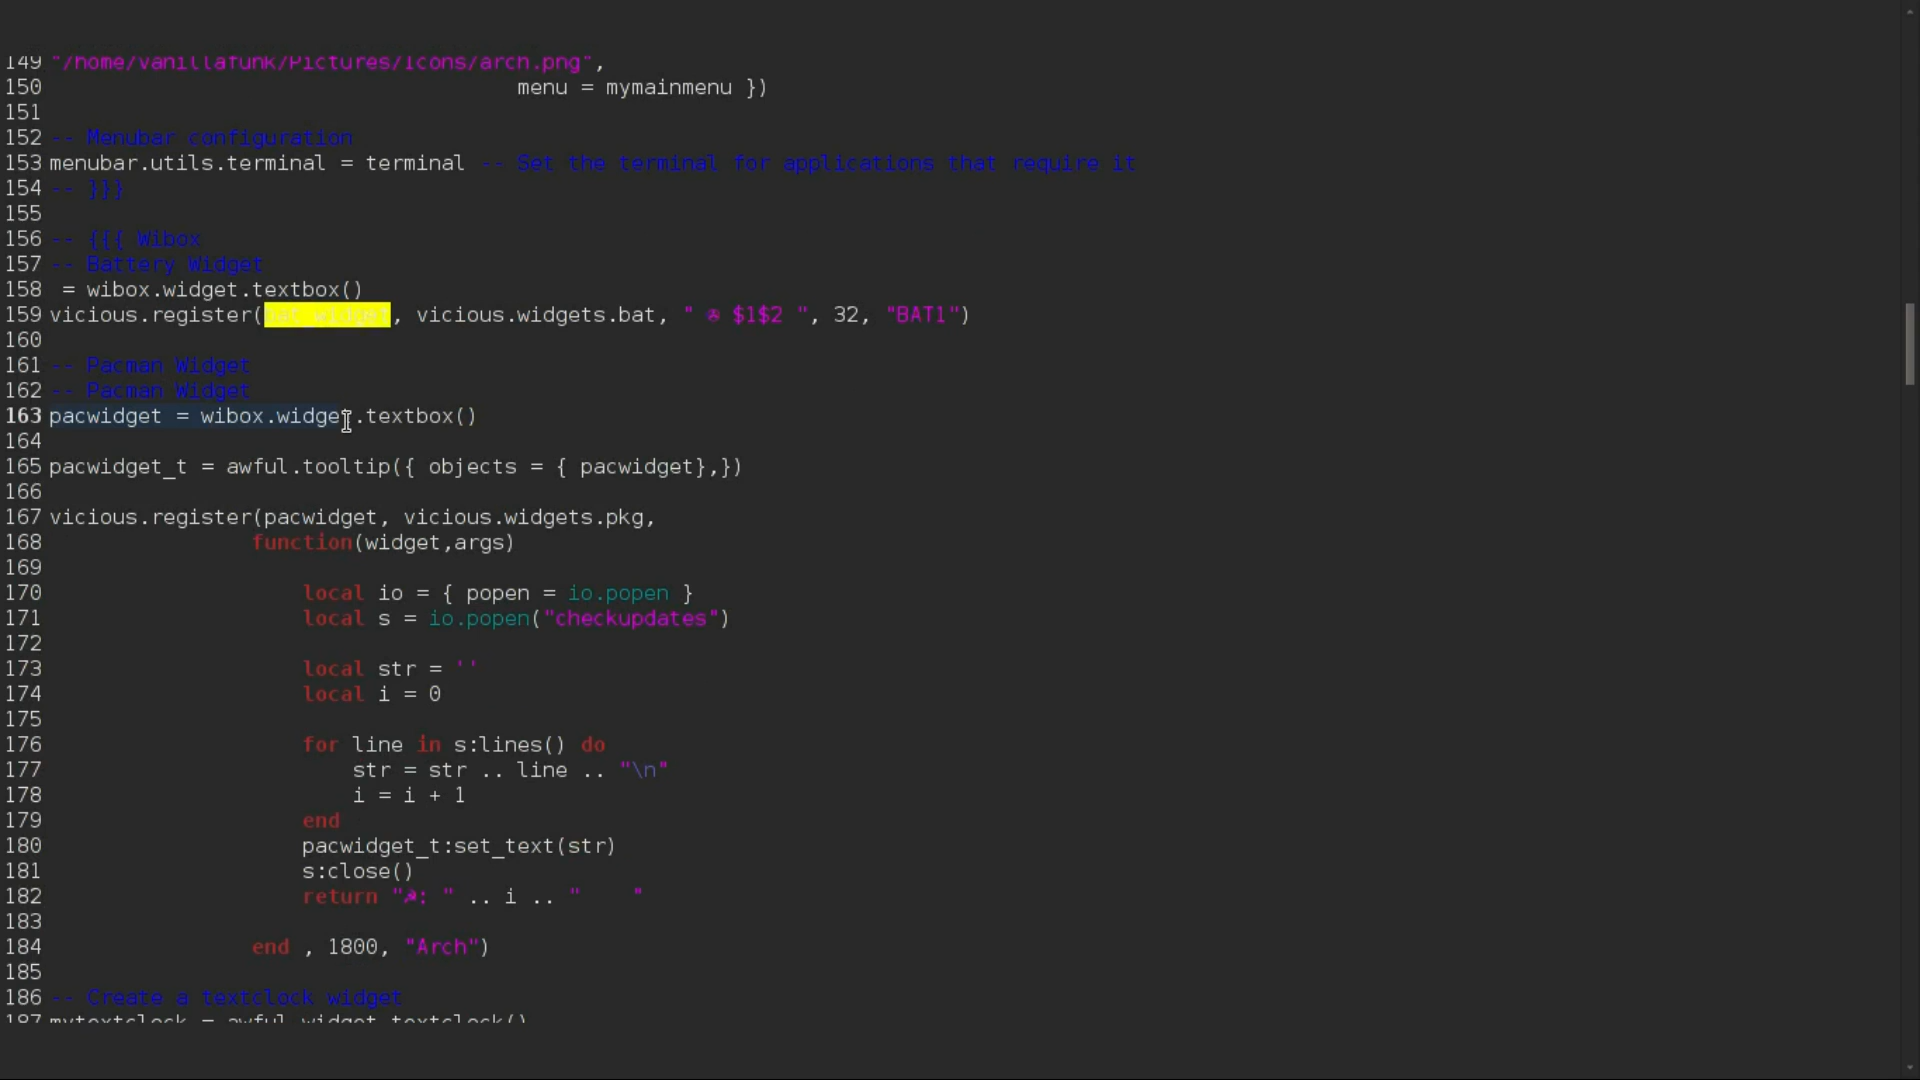 149 "/home/vanillafunk/Pictures/Icons/arch.png",
150 menu = mymainmenu })
151
152 -- Menubar configuration
153 menubar.utils.terminal = terminal -- Set the terminal for applications that require it
154 -- }}}
155
156 -- {{{ Wibox
157 -- Battery Widget
158 = wibox.widget.textbox()
159 vicious.register(bat_widget, vicious.widgets.bat, " ✇ $1$2 ", 32, "BAT1")
160
161 -- Pacman Widget
162 -- Pacman Widget
163 pacwidget = wibox.widget.textbox()
164
165 pacwidget_t = awful.tooltip({ objects = { pacwidget},})
166
167 vicious.register(pacwidget, vicious.widgets.pkg,
168 function(widget,args)
169
170 local io = { popen = io.popen }
171 local s = io.popen("checkupdates")
172
173 local str = ''
174 local i = 0
175
176 for line in s:lines() do
177 str = str .. line .. "\n"
178 i = i + 1
179 end
180 pacwidget_t:set_text(str)
181 s:close()
182 return "☭: " .. i .. "    "
183
184 end , 1800, "Arch")
185
186 -- Create a textclock widget
187 mytextclock = awful.widget.textclock()